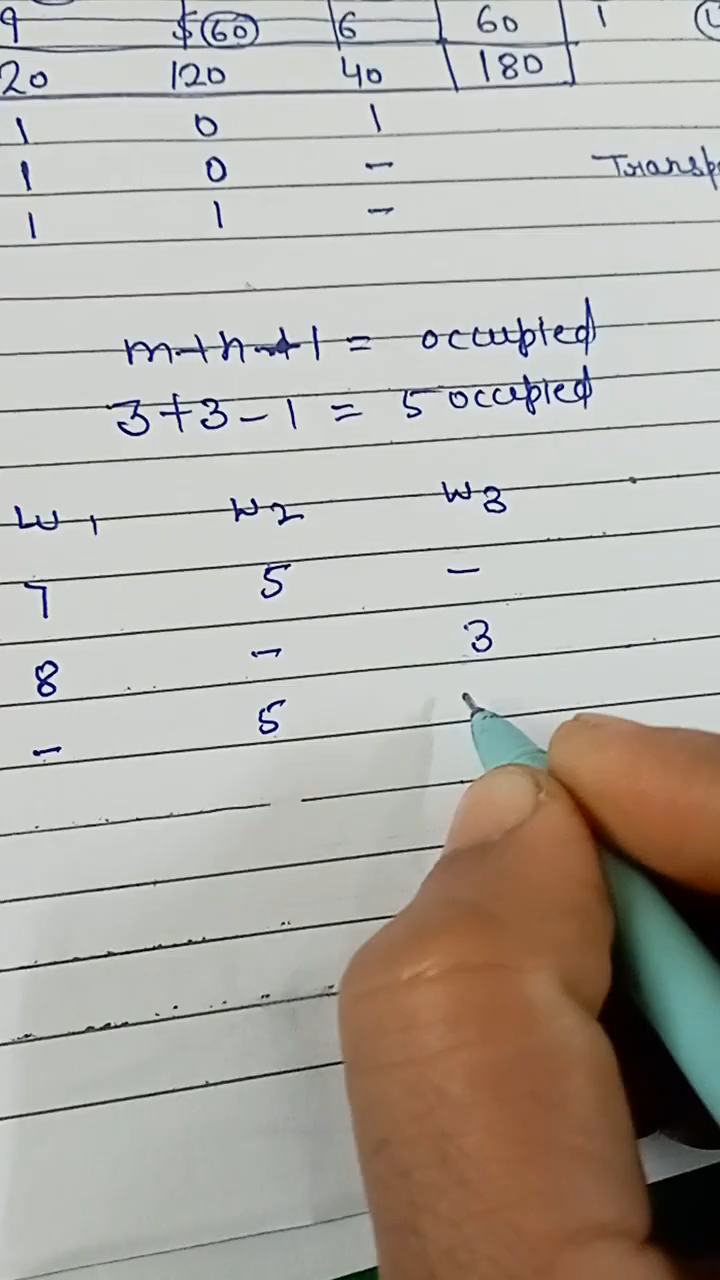 9 $ 60 6 60 1
20 120 40 180
1 0 1
1 0 - Transp
1 1 -
m+n-1 = occupied
3+3-1 = 5 occupied
W1 W2 W3
7 5 -
8 - 3
- 5